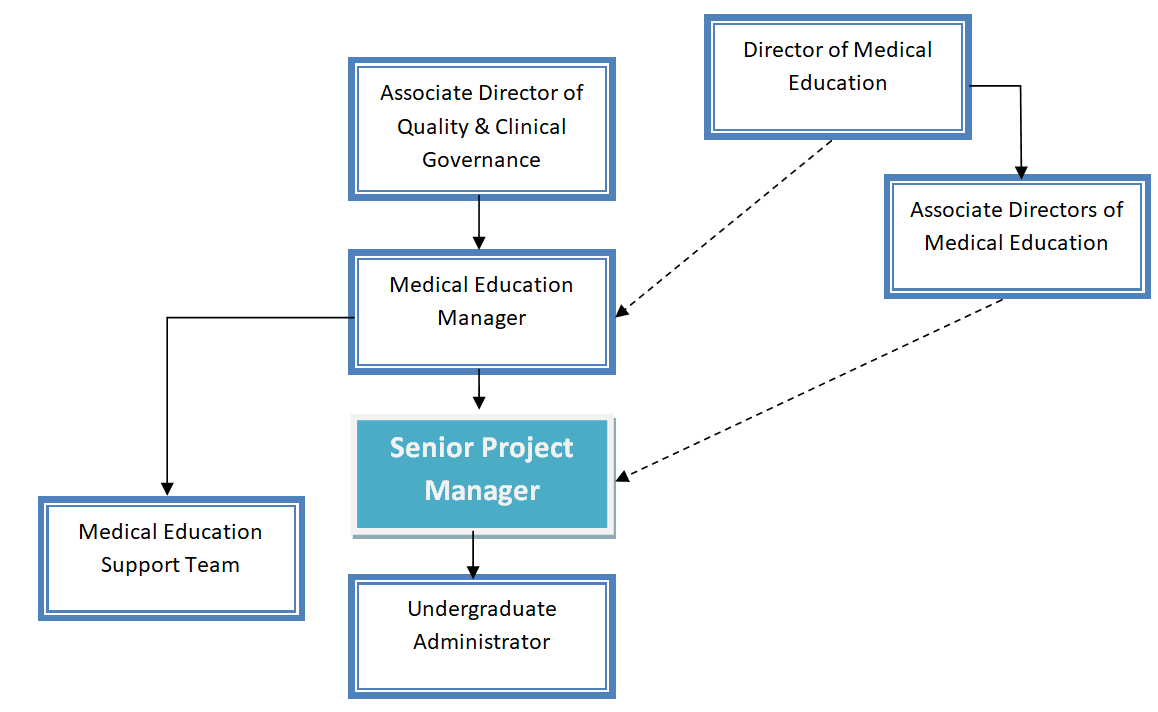 Director of Medical
Education
Associate Director of
Quality & Clinical
Governance
Associate Directors of
Medical Education
Medical Education
Manager
Senior Project
Manager
Medical Education
Support Team
Undergraduate
Administrator